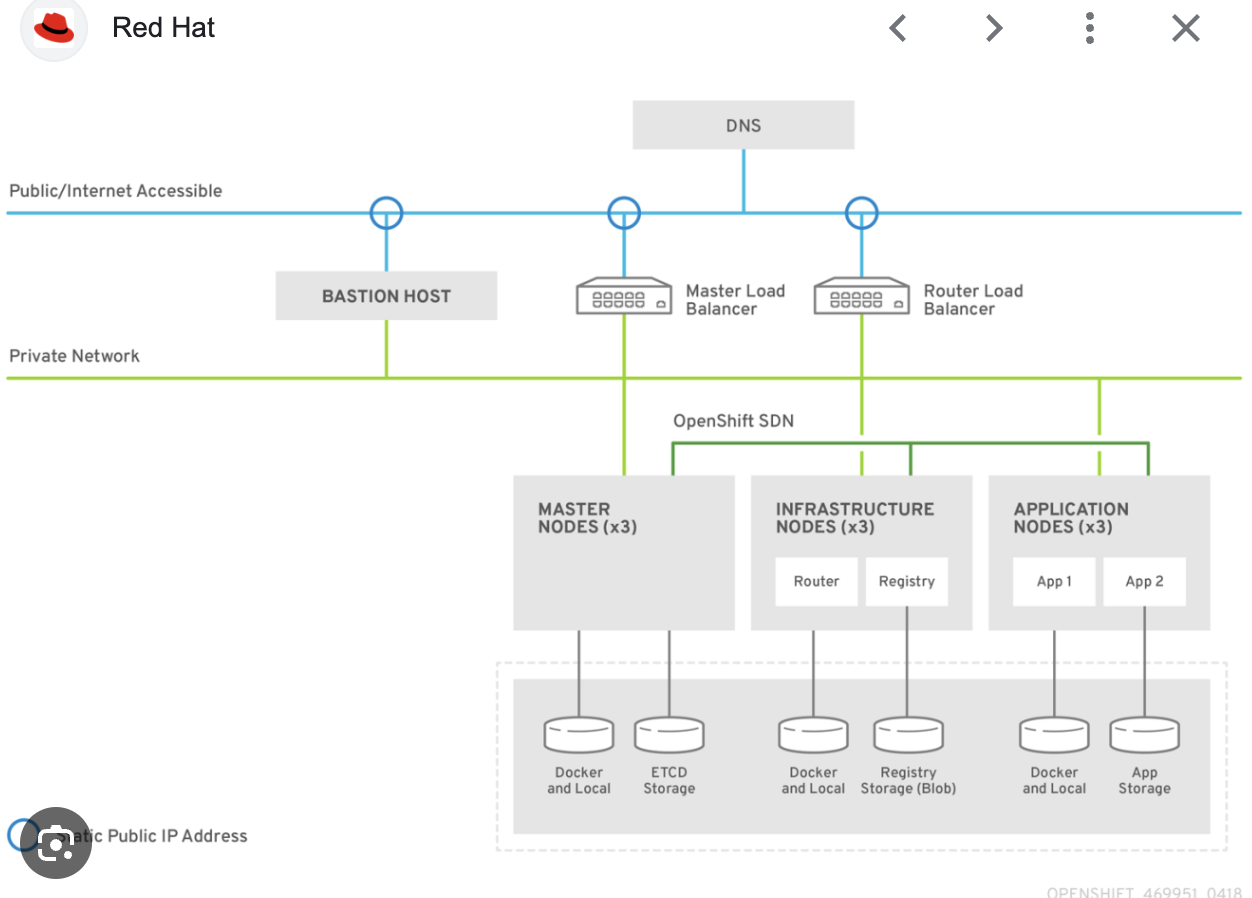 Red Hat
DNS
Public/Internet Accessible
BASTION HOST
Master Load
Balancer
Router Load
Balancer
Private Network
OpenShift SDN
MASTER
NODES (x3)
INFRASTRUCTURE
NODES (x3)
APPLICATION
NODES (x3)
Router
Registry
App 1
App 2
Docker
and Local
ETCD
Storage
Docker
and Local
Registry
Storage (Blob)
Docker
and Local
App
Storage
Static Public IP Address
OPENSHIFT_469951_0418